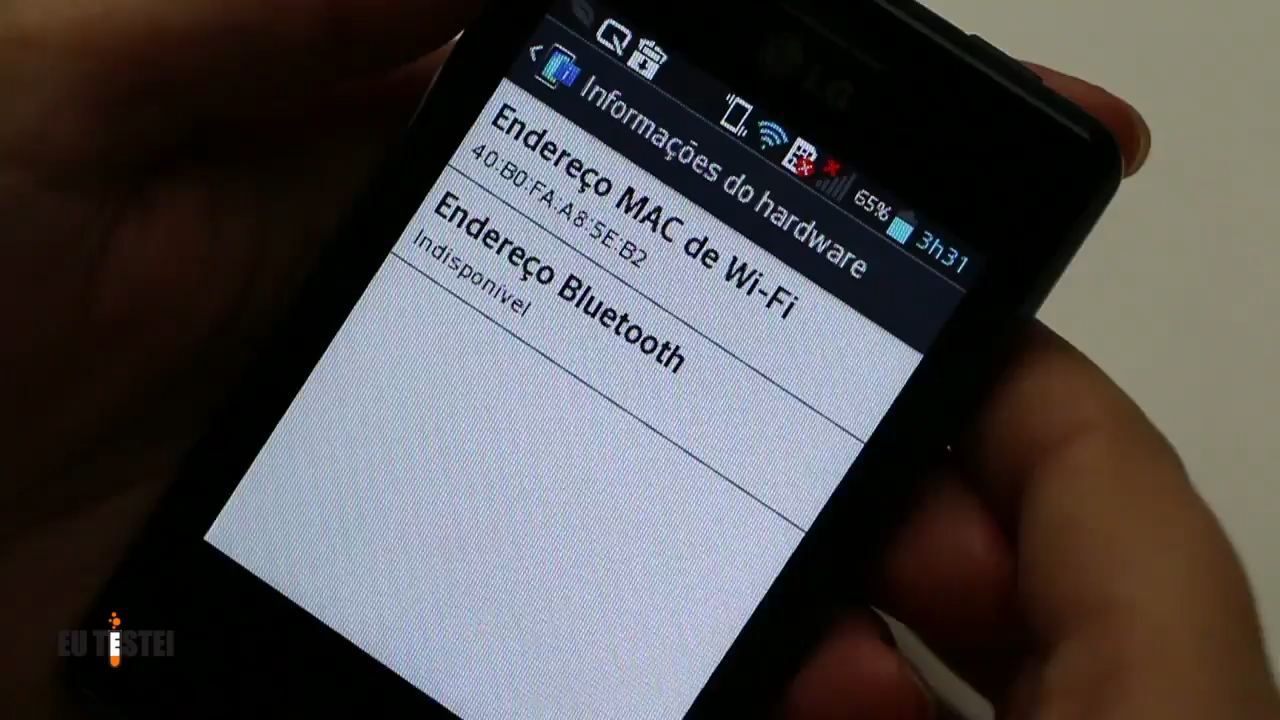 LG
65%
3h31
Informações do hardware
Endereço MAC de Wi-Fi
40:B0:FA:A8:5E:B2
Endereço Bluetooth
Indisponível
EU TESTEI